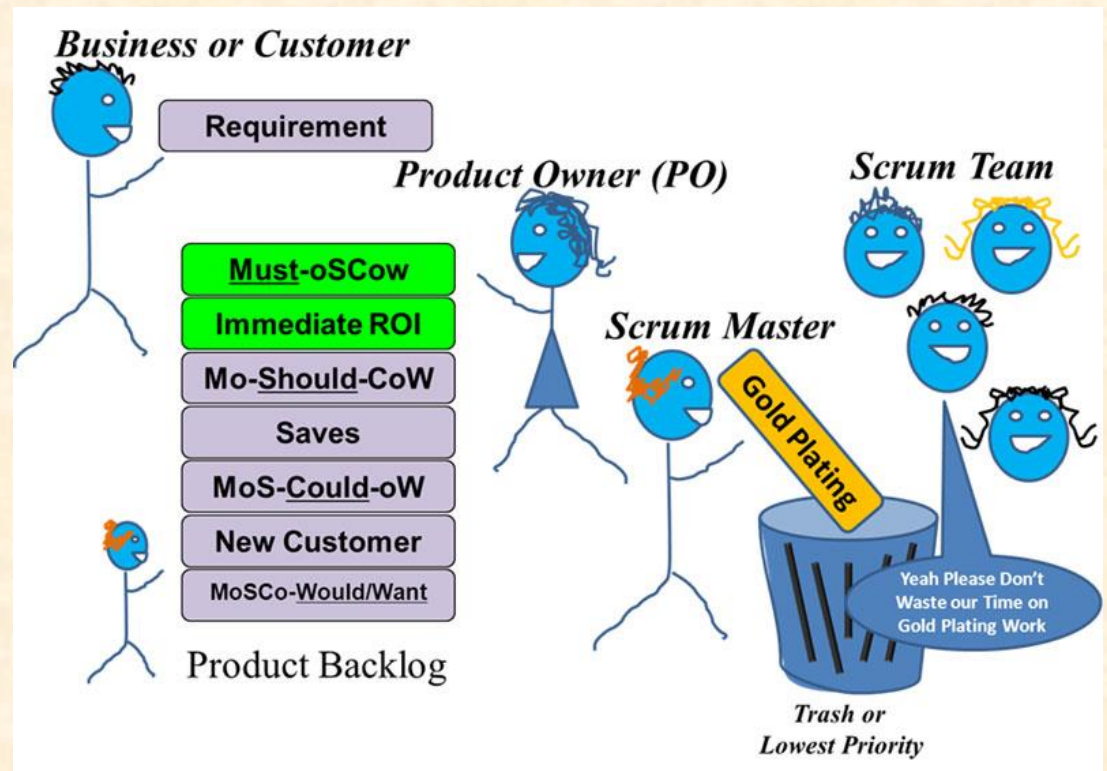 Business or Customer
Requirement
Product Owner (PO)
Scrum Team
Must-oSCow
Immediate ROI
Mo-Should-CoW
Saves
MoS-Could-oW
New Customer
MoSCo-Would/Want
Product Backlog
Scrum Master
Gold Plating
Yeah Please Don't
Waste our Time on
Gold Plating Work
Trash or
Lowest Priority